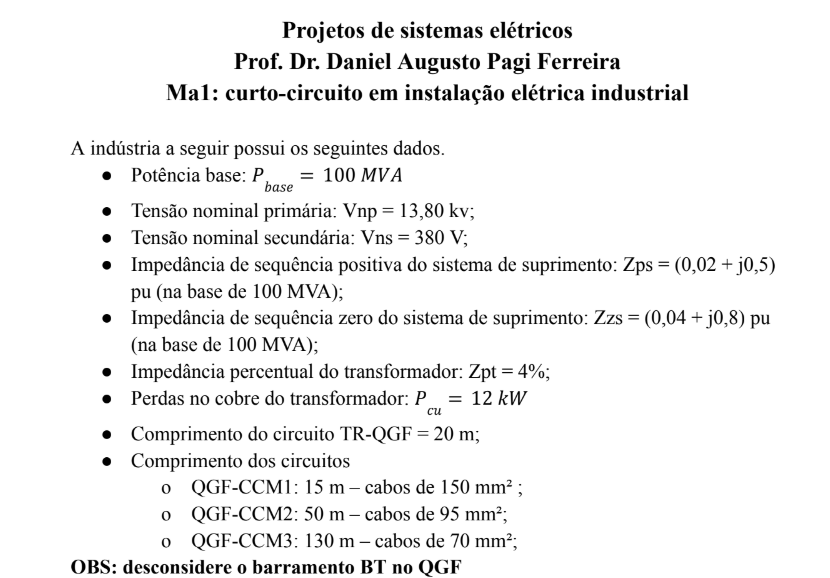 Projetos de sistemas elétricos
Prof. Dr. Daniel Augusto Pagi Ferreira
Ma1: curto-circuito em instalação elétrica industrial
A indústria a seguir possui os seguintes dados.
● Potência base: P_base = 100 MVA
● Tensão nominal primária: Vnp = 13,80 kv;
● Tensão nominal secundária: Vns = 380 V;
● Impedância de sequência positiva do sistema de suprimento: Zps = (0,02 + j0,5)
pu (na base de 100 MVA);
● Impedância de sequência zero do sistema de suprimento: Zzs = (0,04 + j0,8) pu
(na base de 100 MVA);
● Impedância percentual do transformador: Zpt = 4%;
● Perdas no cobre do transformador: P_cu = 12 kW
● Comprimento do circuito TR-QGF = 20 m;
● Comprimento dos circuitos
o QGF-CCM1: 15 m – cabos de 150 mm² ;
o QGF-CCM2: 50 m – cabos de 95 mm²;
o QGF-CCM3: 130 m – cabos de 70 mm²;
OBS: desconsidere o barramento BT no QGF